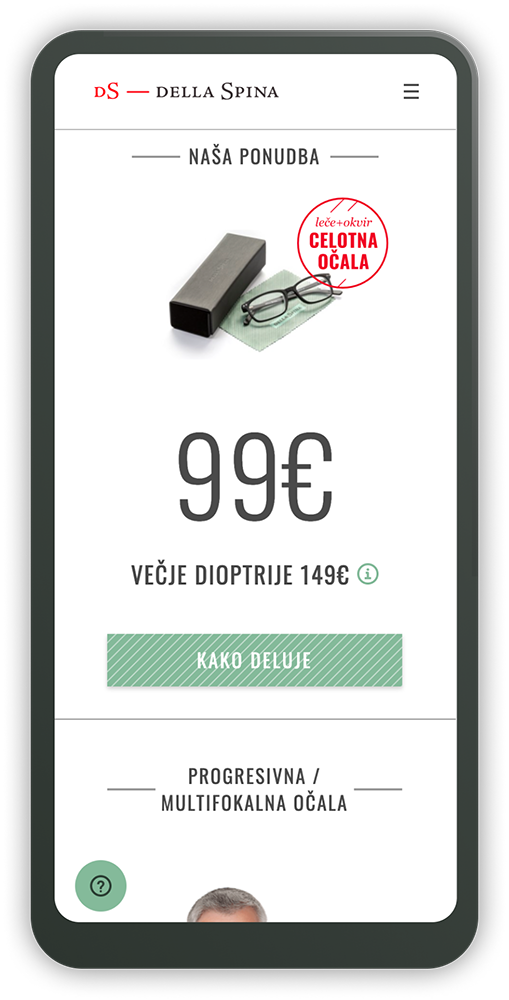 DS — DELLA SPINA
NAŠA PONUDBA
leče+okvir
CELOTNA
OČALA
99€
VEČJE DIOPTRIJE 149€ i
KAKO DELUJE
PROGRESIVNA /
MULTIFOKALNA OČALA
?